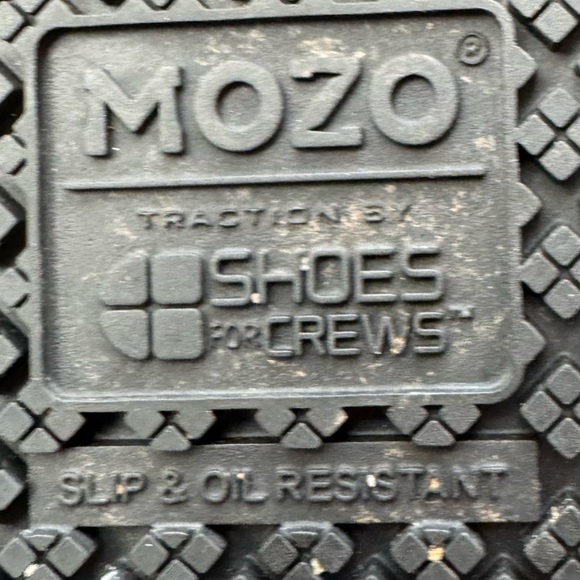 MOZO®
TRACTION BY
SHOES
FOR CREWS™
SLIP & OIL RESISTANT